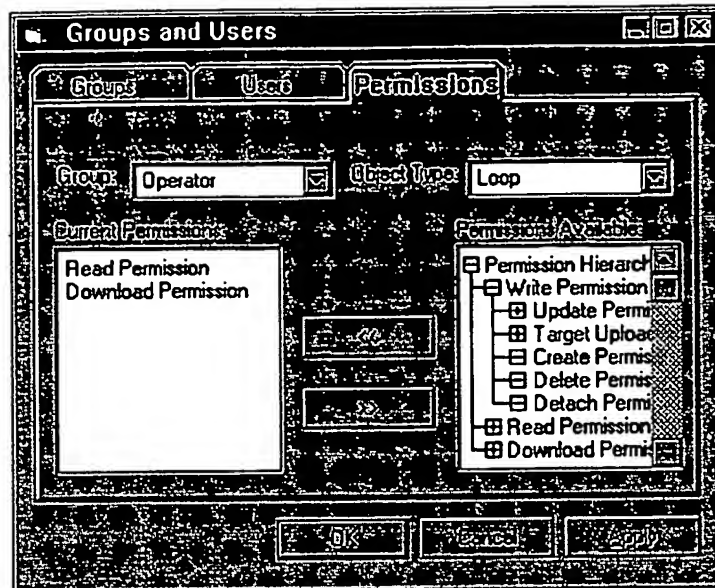 Groups and Users
Groups Users Permissions
Group: Operator Object Type: Loop
Current Permissions: Permissions Available:
Read Permission
Download Permission
Permission Hierarch
Write Permission
Update Permi
Target Uploac
Create Permis
Delete Permis
Detach Permi
Read Permission
Download Permis
<<
>>
OK Cancel Apply